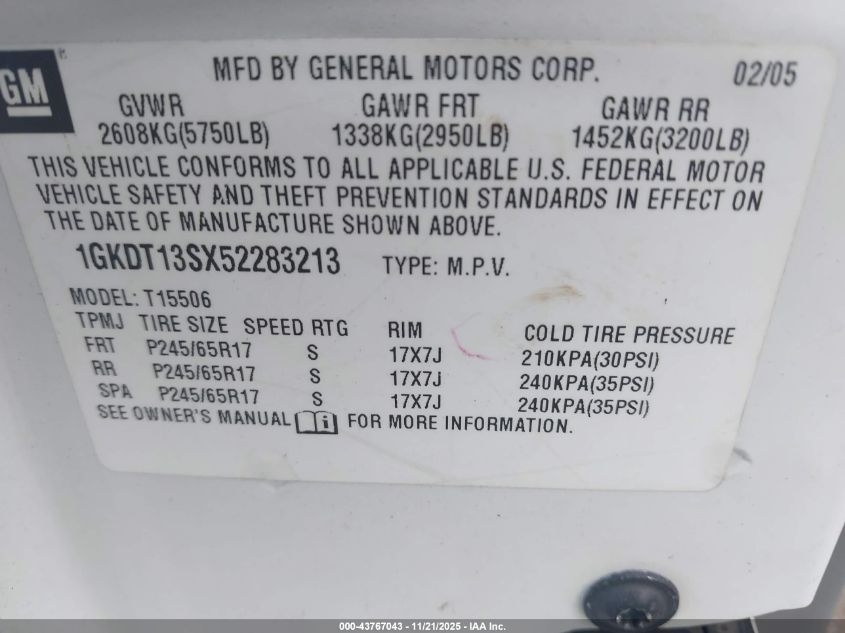 GM
MFD BY GENERAL MOTORS CORP. 02/05
GVWR GAWR FRT GAWR RR
2608KG(5750LB) 1338KG(2950LB) 1452KG(3200LB)
THIS VEHICLE CONFORMS TO ALL APPLICABLE U.S. FEDERAL MOTOR
VEHICLE SAFETY AND THEFT PREVENTION STANDARDS IN EFFECT ON
THE DATE OF MANUFACTURE SHOWN ABOVE.
1GKDT13SX52283213 TYPE: M.P.V.
MODEL: T15506
TPMJ TIRE SIZE SPEED RTG RIM COLD TIRE PRESSURE
FRT P245/65R17 S 17X7J 210KPA(30PSI)
RR P245/65R17 S 17X7J 240KPA(35PSI)
SPA P245/65R17 S 17X7J 240KPA(35PSI)
SEE OWNER'S MANUAL FOR MORE INFORMATION.
000-43767043 - 11/21/2025 - IAA Inc.